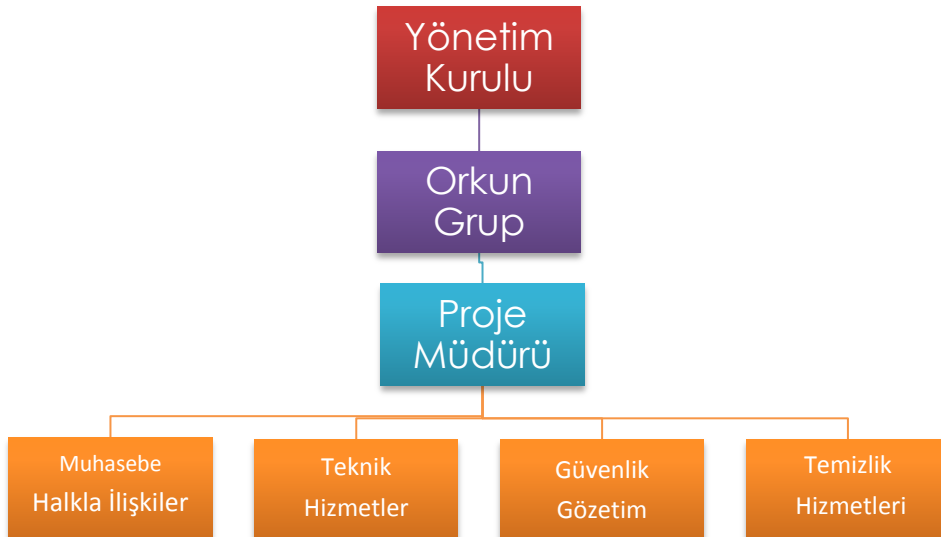 Yönetim
Kurulu
Orkun
Grup
Proje
Müdürü
Muhasebe
Halkla İlişkiler
Teknik
Hizmetler
Güvenlik
Gözetim
Temizlik
Hizmetleri